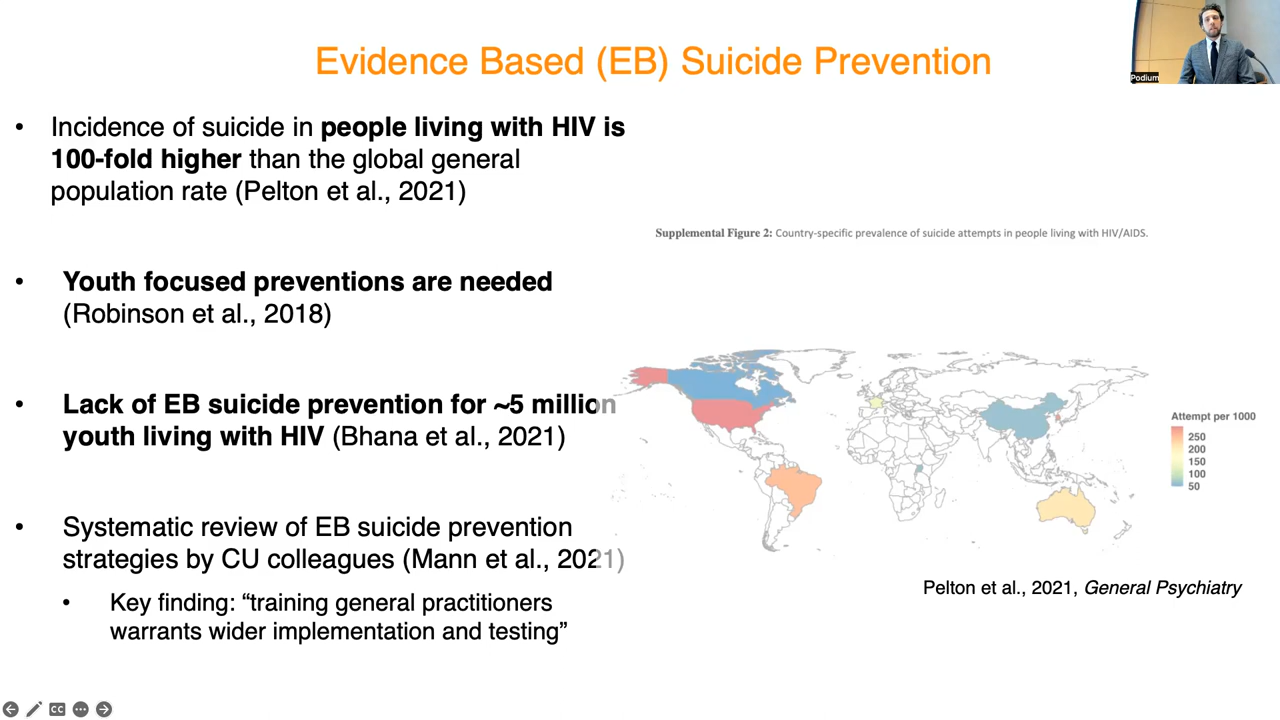 Evidence Based (EB) Suicide Prevention
Podium
• Incidence of suicide in people living with HIV is
100-fold higher than the global general
population rate (Pelton et al., 2021)
• Youth focused preventions are needed
(Robinson et al., 2018)
• Lack of EB suicide prevention for ~5 million
youth living with HIV (Bhana et al., 2021)
• Systematic review of EB suicide prevention
strategies by CU colleagues (Mann et al., 2021)
• Key finding: “training general practitioners
warrants wider implementation and testing”
Supplemental Figure 2: Country-specific prevalence of suicide attempts in people living with HIV/AIDS.
Attempt per 1000
250
200
150
100
50
Pelton et al., 2021, General Psychiatry
CC